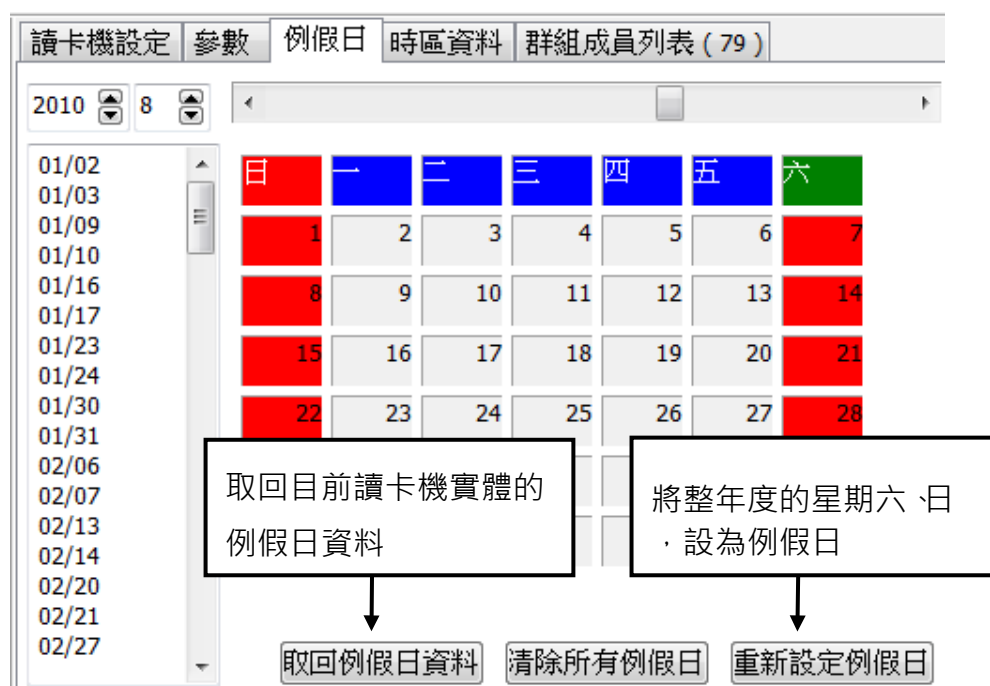 讀卡機設定 參數 例假日 時區資料 群組成員列表 ( 79 )
2010 8
01/02
01/03
01/09
01/10
01/16
01/17
01/23
01/24
01/30
01/31
02/06
02/07
02/13
02/14
02/20
02/21
02/27
日 一 二 三 四 五 六
1 2 3 4 5 6 7
8 9 10 11 12 13 14
15 16 17 18 19 20 21
22 23 24 25 26 27 28
取回目前讀卡機實體的
例假日資料
將整年度的星期六、日
，設為例假日
取回例假日資料 清除所有例假日 重新設定例假日